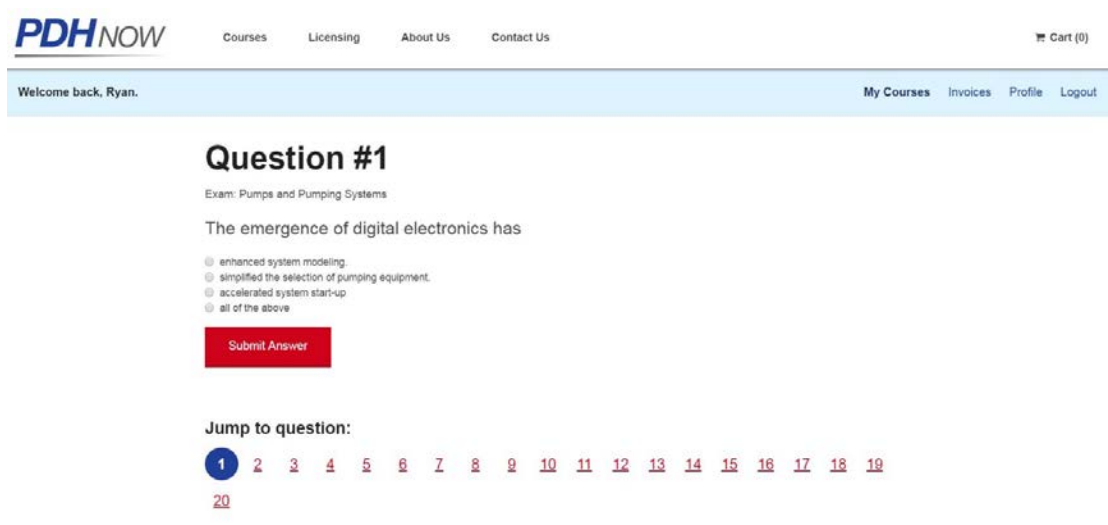 PDHNOW
Courses Licensing About Us Contact Us Cart (0)
Welcome back, Ryan. My Courses Invoices Profile Logout
Question #1
Exam: Pumps and Pumping Systems
The emergence of digital electronics has
enhanced system modeling.
simplified the selection of pumping equipment.
accelerated system start-up
all of the above
Submit Answer
Jump to question:
1 2 3 4 5 6 7 8 9 10 11 12 13 14 15 16 17 18 19
20